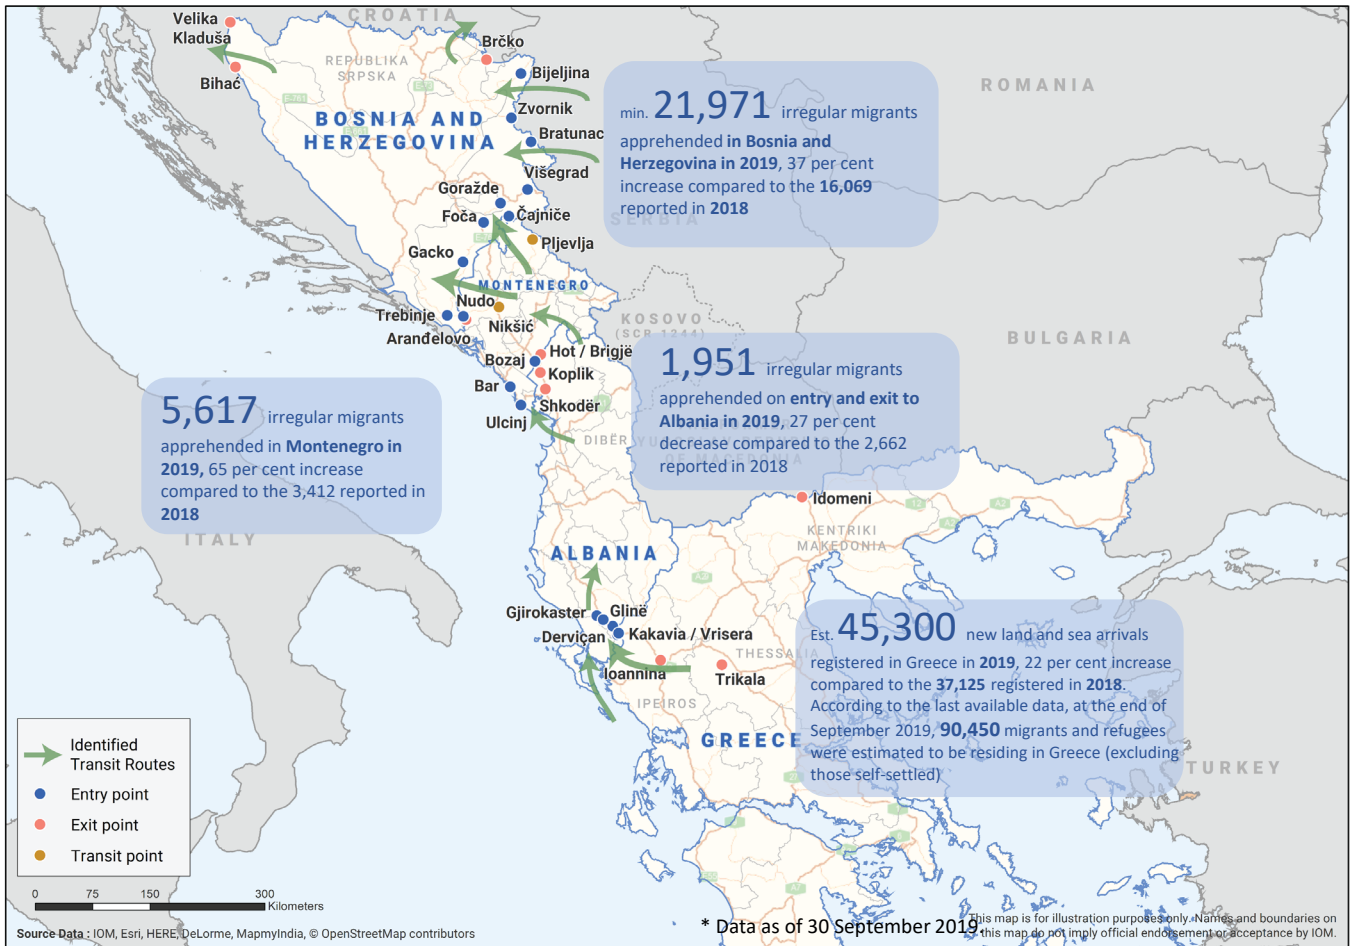 CROATIA
Velika
Kladuša
Bihać
REPUBLIKA
SRPSKA
Brčko
Bijeljina
Zvornik
Bratunac
BOSNIA AND
HERZEGOVINA
Višegrad
Goražde
Foča
Čajniče
Pljevlja
Gacko
MONTENEGRO
Nudo
Trebinje
Nikšić
Aranđelovo
Hot / Brigjë
Bozaj
Koplik
Bar
Shkodër
Ulcinj
ROMANIA
SERBIA
KOSOVO
(SCR 1244)
BULGARIA
min. 21,971 irregular migrants
apprehended in Bosnia and
Herzegovina in 2019, 37 per cent
increase compared to the 16,069
reported in 2018
1,951 irregular migrants
apprehended on entry and exit to
Albania in 2019, 27 per cent
decrease compared to the 2,662
reported in 2018
5,617 irregular migrants
apprehended in Montenegro in
2019, 65 per cent increase
compared to the 3,412 reported in
2018
DIBËR
OF MACEDONIA
ITALY
Idomeni
KENTRIKI
MAKEDONIA
ALBANIA
Gjirokaster
Glinë
Derviçan
Kakavia / Vrisera
Ioannina
Trikala
THESSALIA
IPEIROS
GREECE
TURKEY
Est. 45,300 new land and sea arrivals
registered in Greece in 2019, 22 per cent increase
compared to the 37,125 registered in 2018.
According to the last available data, at the end of
September 2019, 90,450 migrants and refugees
were estimated to be residing in Greece (excluding
those self-settled)
Identified
Transit Routes
Entry point
Exit point
Transit point
0 75 150 300
Kilometers
Source Data : IOM, Esri, HERE, DeLorme, MapmyIndia, © OpenStreetMap contributors
* Data as of 30 September 2019.
This map is for illustration purposes only. Names and boundaries on
this map do not imply official endorsement or acceptance by IOM.